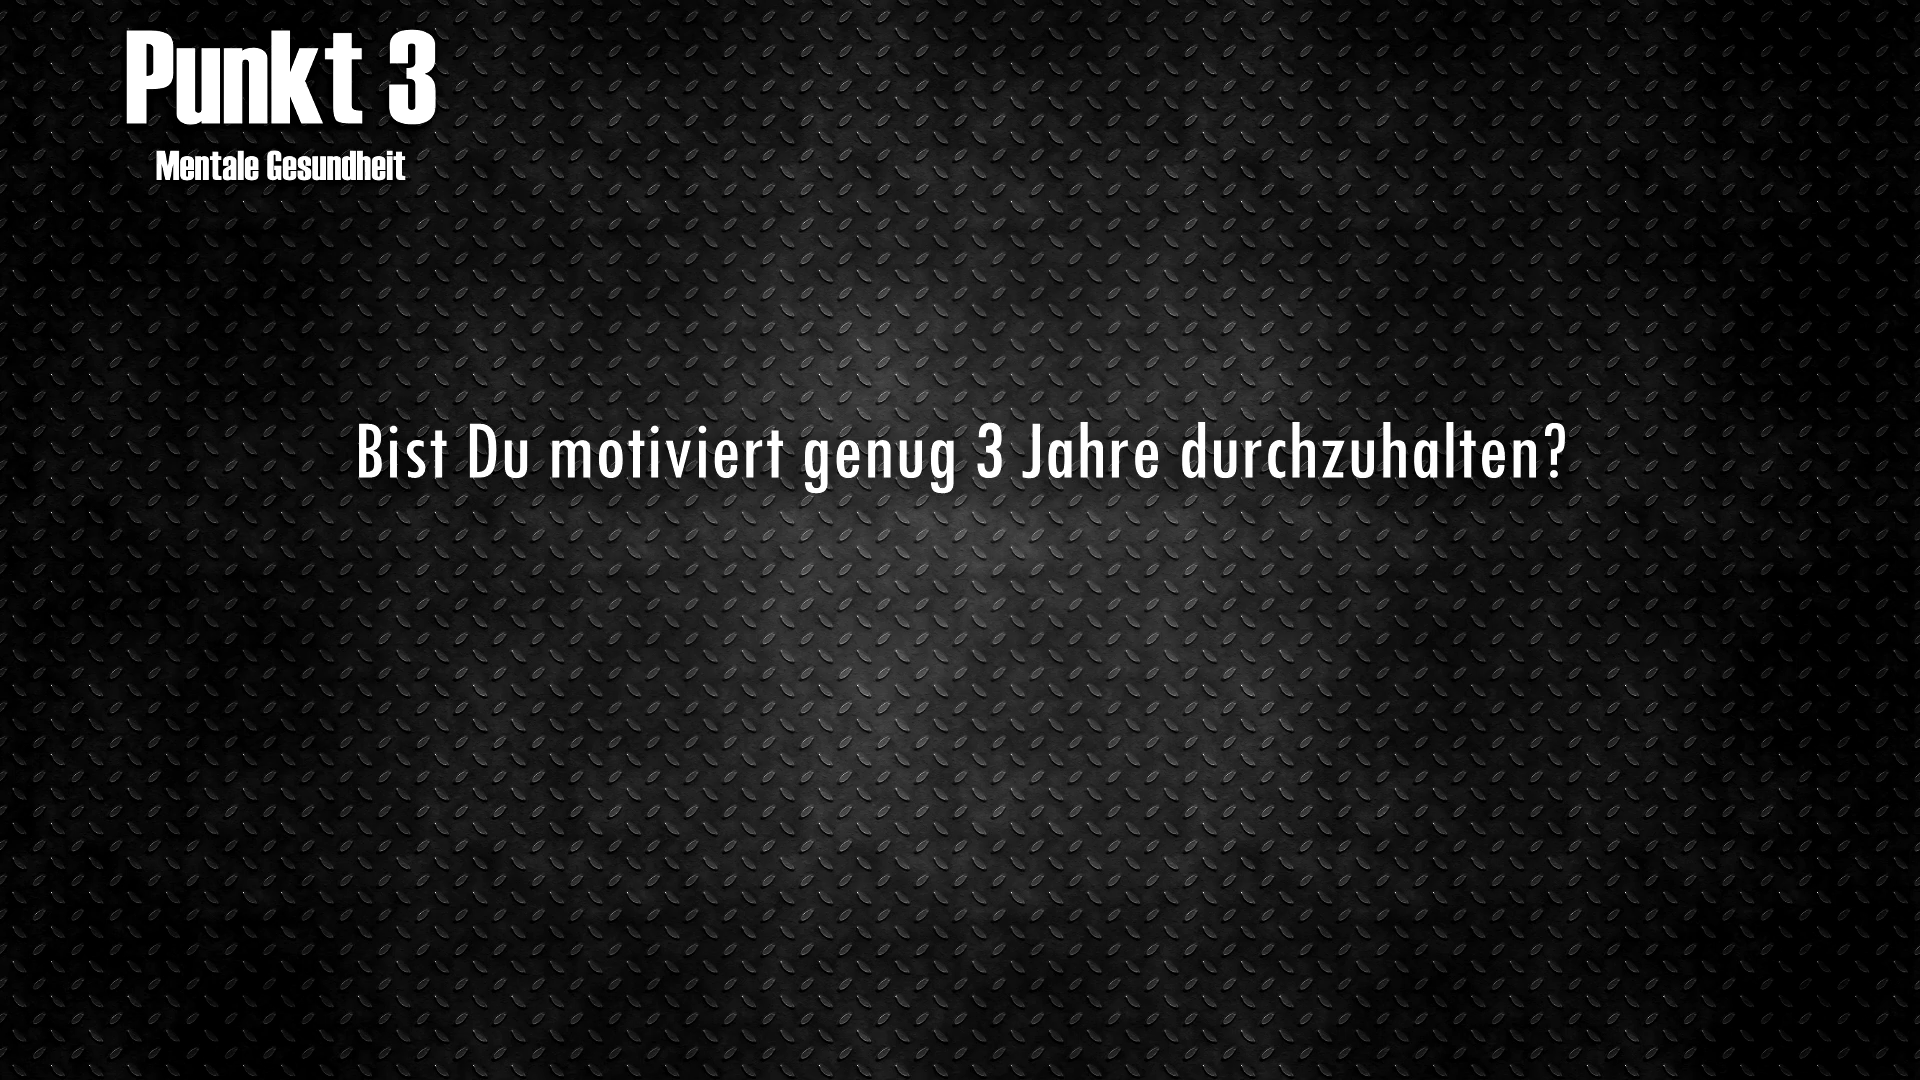 Punkt 3
Mentale Gesundheit
Bist Du motiviert genug 3 Jahre durchzuhalten?